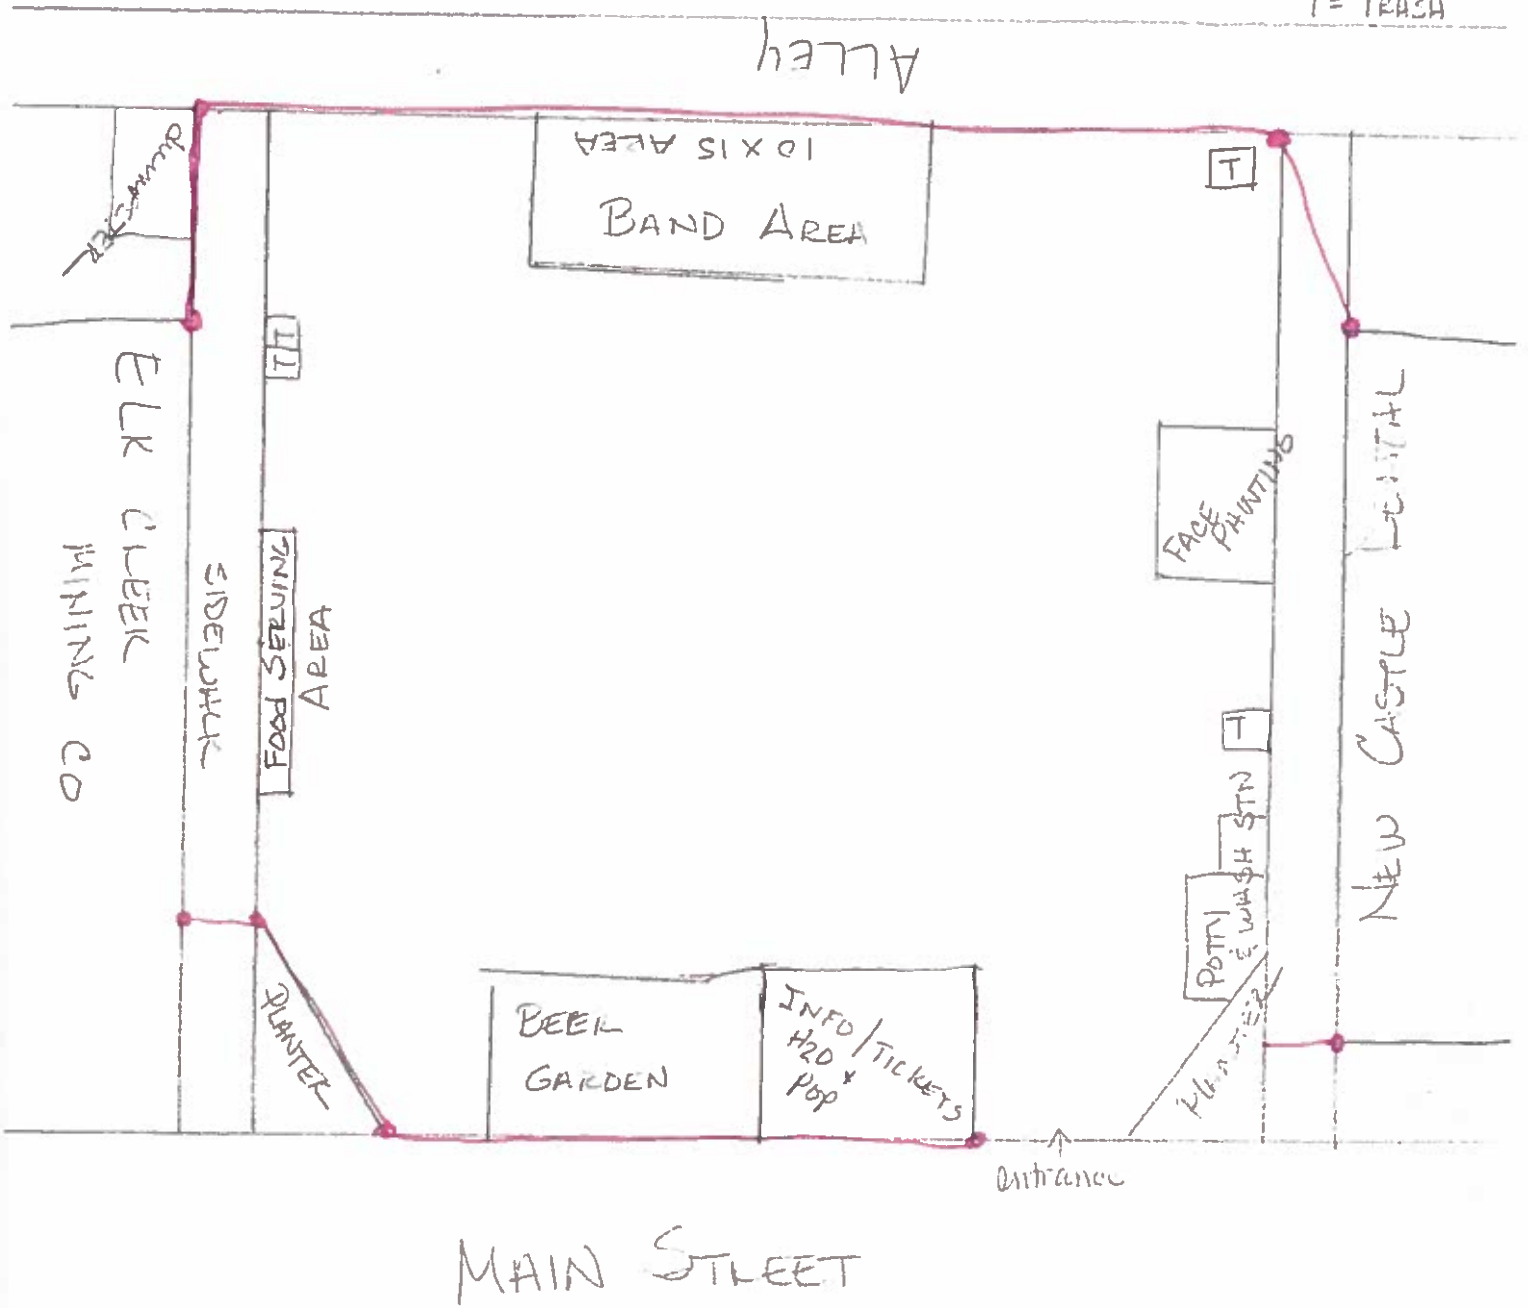 T = TRASH
ALLEY
10 X 15 AREA
BAND AREA
T
DUMPSTER
T
T
ELK CREEK
MINING CO
SIDEWALK
FOOD SERVING
AREA
FACE
PAINTING
T
POTTY
& WASH STN
NEW CASTLE DENTAL
PLANTER
BEER
GARDEN
INFO/TICKETS
H2O &
POP
PLANTER
entrance
MAIN STREET